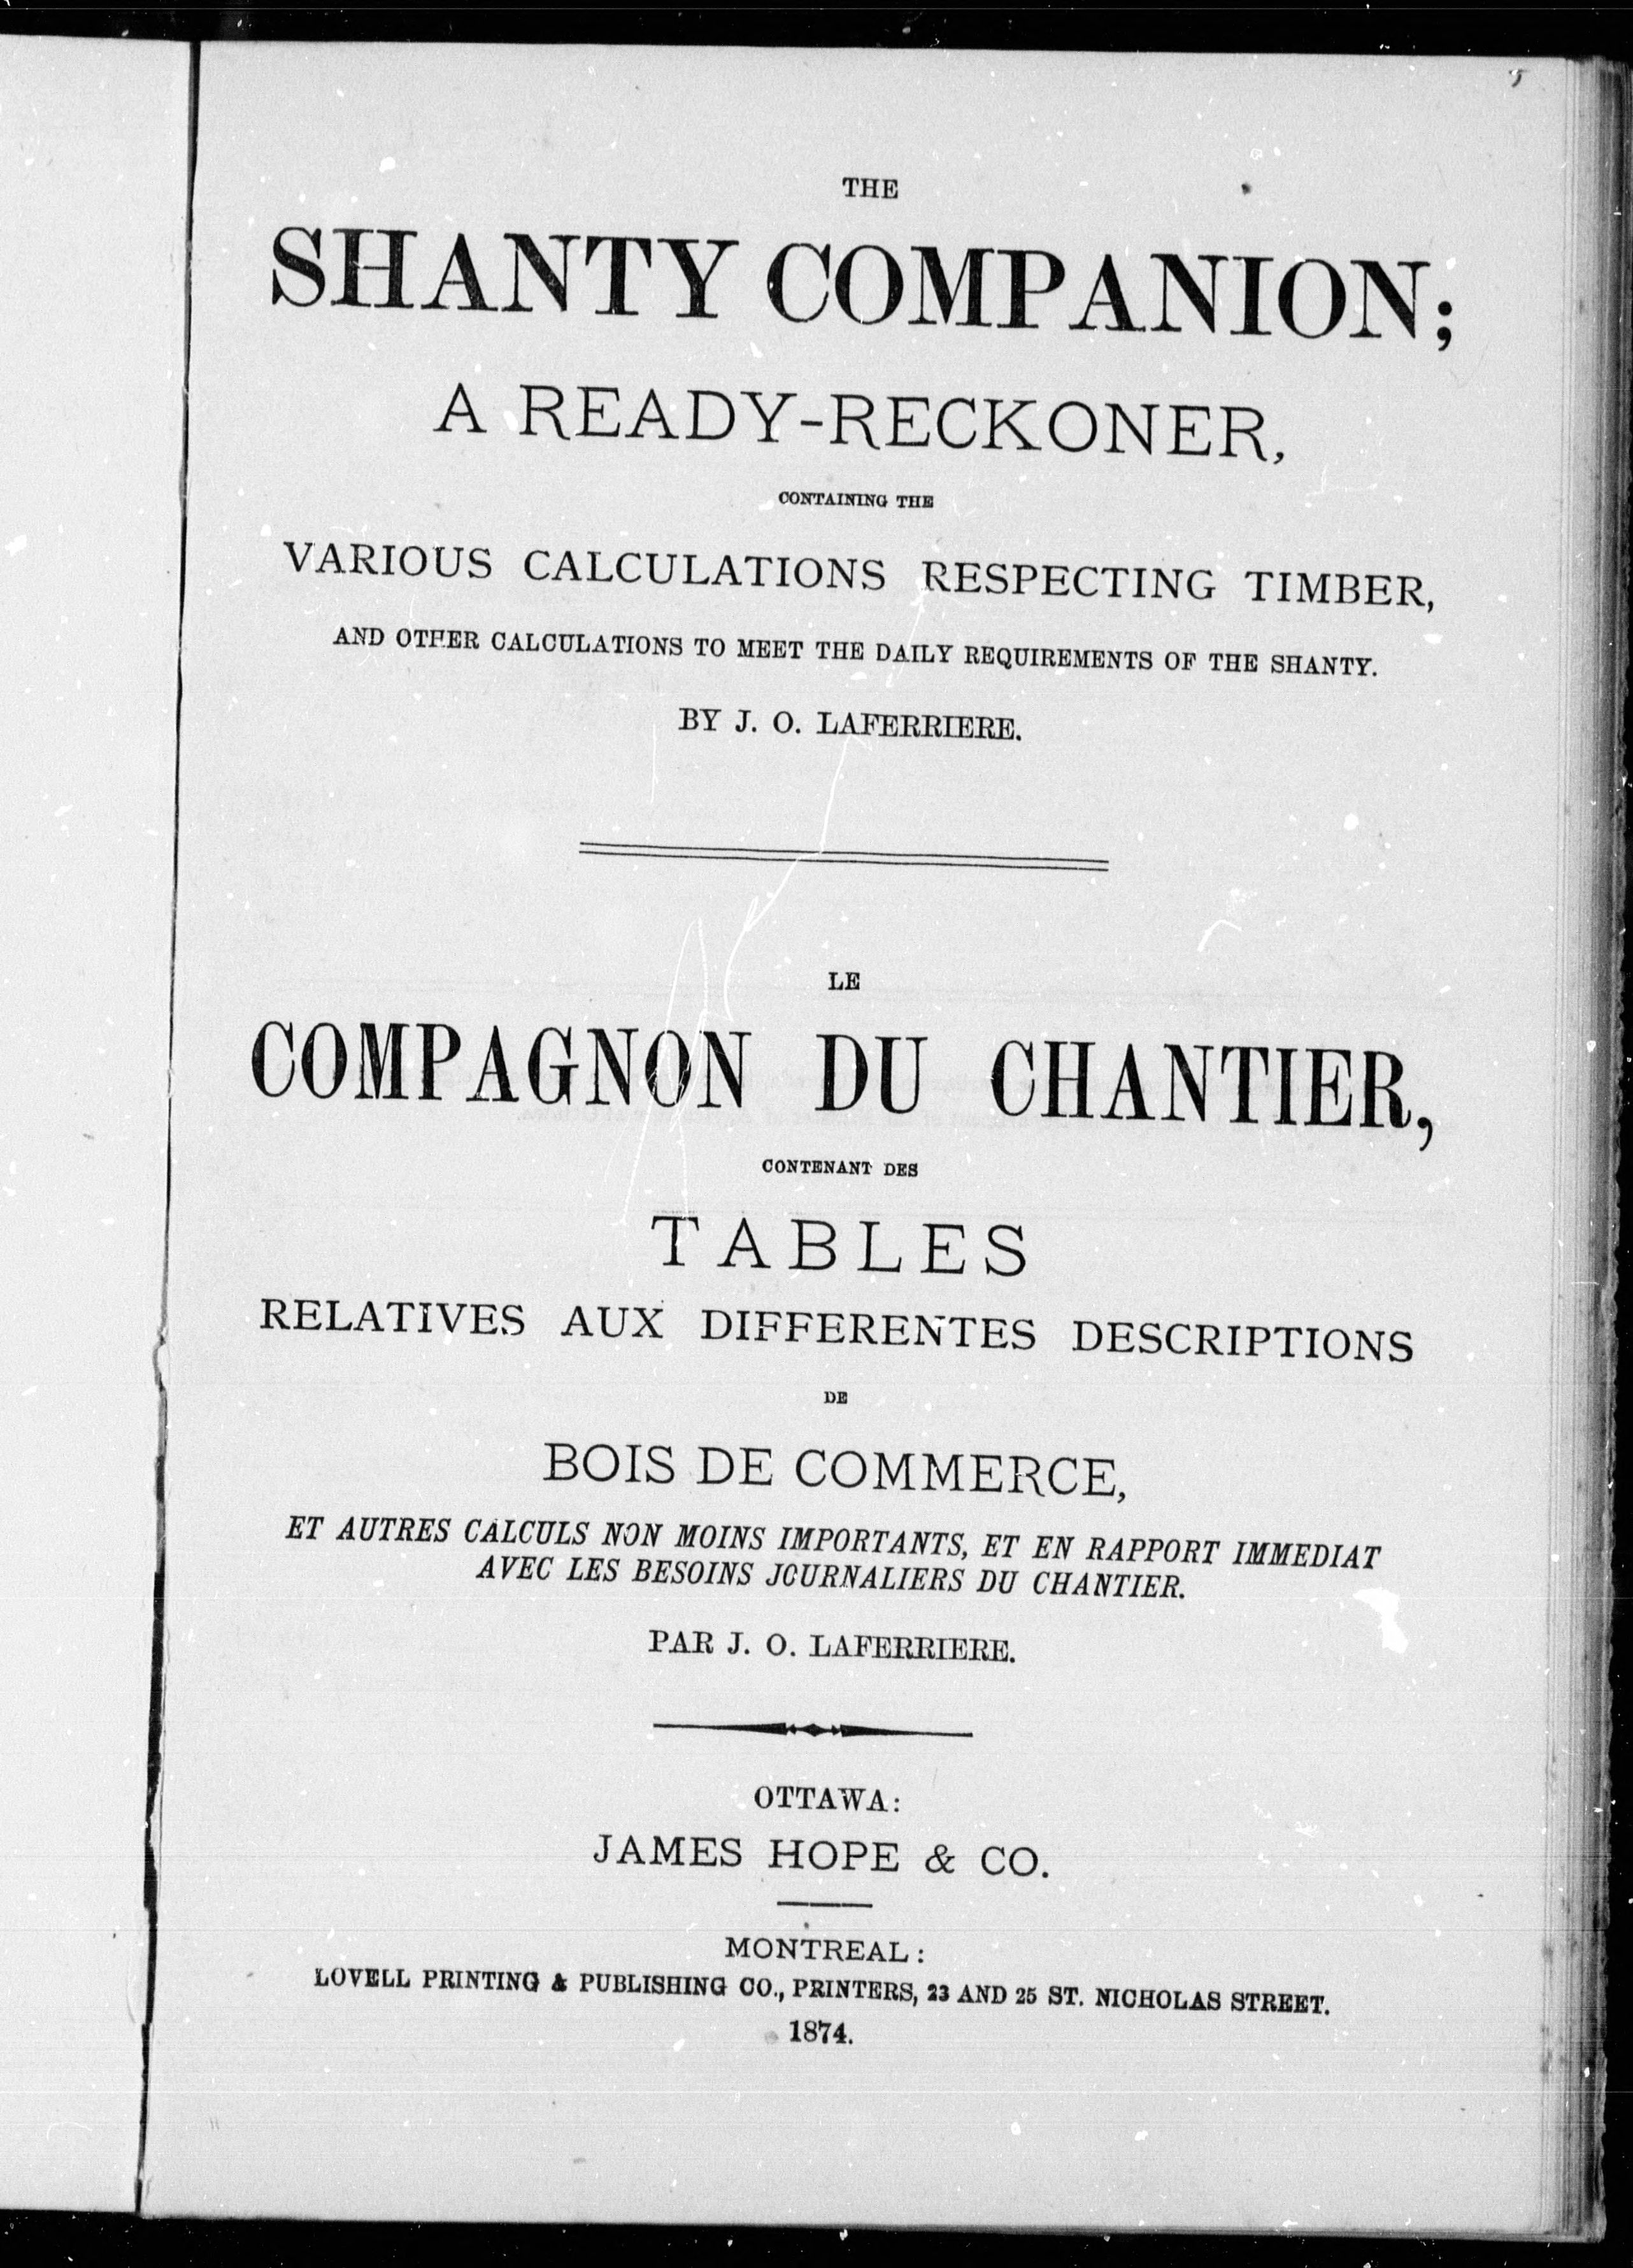 THE
SHANTY COMPANION;
A READY-RECKONER,
CONTAINING THE
VARIOUS CALCULATIONS RESPECTING TIMBER,
AND OTHER CALCULATIONS TO MEET THE DAILY REQUIREMENTS OF THE SHANTY.
BY J. O. LAFERRIERE.
LE
COMPAGNON DU CHANTIER,
CONTENANT DES
TABLES
RELATIVES AUX DIFFERENTES DESCRIPTIONS
DE
BOIS DE COMMERCE,
ET AUTRES CALCULS NON MOINS IMPORTANTS, ET EN RAPPORT IMMEDIAT
AVEC LES BESOINS JOURNALIERS DU CHANTIER.
PAR J. O. LAFERRIERE.
OTTAWA:
JAMES HOPE & CO.
MONTREAL:
LOVELL PRINTING & PUBLISHING CO., PRINTERS, 23 AND 25 ST. NICHOLAS STREET.
1874.